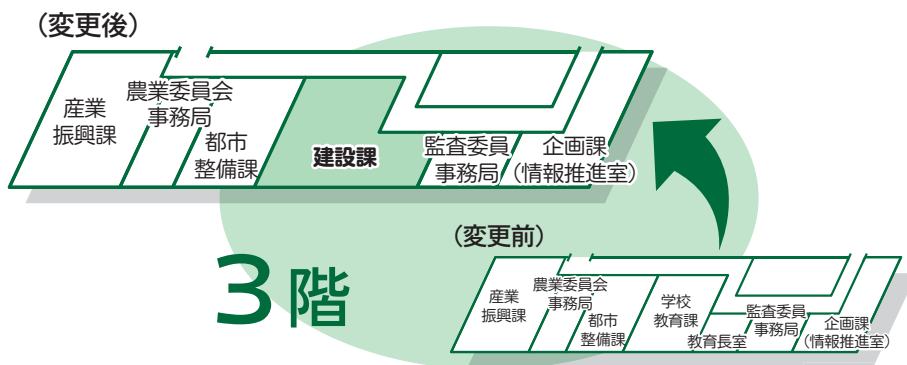 (変更後)
産業
振興課
農業委員会
事務局
都市
整備課
建設課
監査委員
事務局
企画課
(情報推進室)
3階
(変更前)
産業
振興課
農業委員会
事務局
都市
整備課
学校
教育課
教育長室
監査委員
事務局
企画課
(情報推進室)